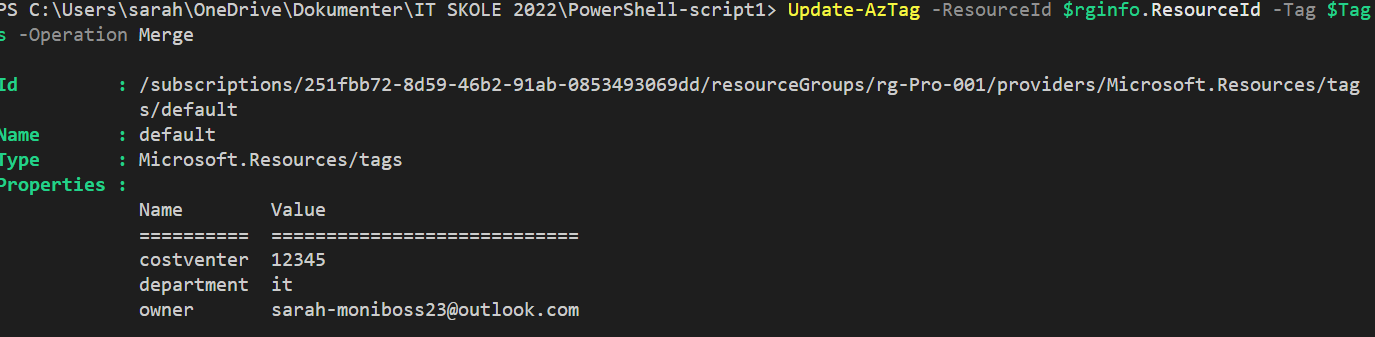 PS C:\Users\sarah\OneDrive\Dokumenter\IT SKOLE 2022\PowerShell-script1> Update-AzTag -ResourceId $rginfo.ResourceId -Tag $Tag
s -Operation Merge
Id : /subscriptions/251fbb72-8d59-46b2-91ab-0853493069dd/resourceGroups/rg-Pro-001/providers/Microsoft.Resources/tag
s/default
Name : default
Type : Microsoft.Resources/tags
Properties :
Name Value
========== ============================
costventer 12345
department it
owner sarah-moniboss23@outlook.com